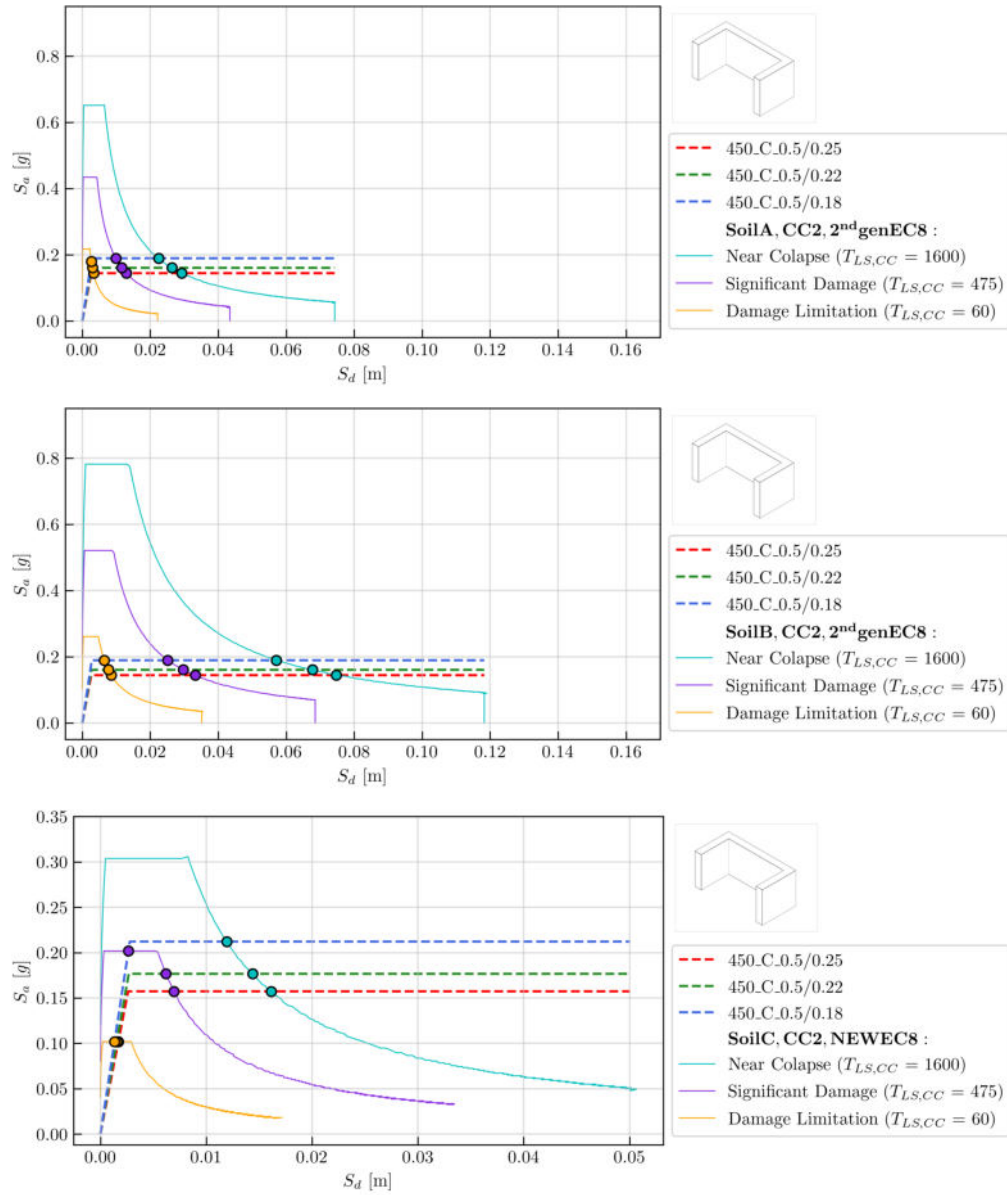 0.8
0.6
0.4
0.2
0.0
S_a [g]
0.00 0.02 0.04 0.06 0.08 0.10 0.12 0.14 0.16
S_d [m]
450_C_0.5/0.25
450_C_0.5/0.22
450_C_0.5/0.18
SoilA, CC2, 2^nd genEC8 :
Near Colapse (T_LS,CC = 1600)
Significant Damage (T_LS,CC = 475)
Damage Limitation (T_LS,CC = 60)
0.8
0.6
0.4
0.2
0.0
S_a [g]
0.00 0.02 0.04 0.06 0.08 0.10 0.12 0.14 0.16
S_d [m]
450_C_0.5/0.25
450_C_0.5/0.22
450_C_0.5/0.18
SoilB, CC2, 2^nd genEC8 :
Near Colapse (T_LS,CC = 1600)
Significant Damage (T_LS,CC = 475)
Damage Limitation (T_LS,CC = 60)
0.35
0.30
0.25
0.20
0.15
0.10
0.05
0.00
S_a [g]
0.00 0.01 0.02 0.03 0.04 0.05
S_d [m]
450_C_0.5/0.25
450_C_0.5/0.22
450_C_0.5/0.18
SoilC, CC2, NEWEC8 :
Near Colapse (T_LS,CC = 1600)
Significant Damage (T_LS,CC = 475)
Damage Limitation (T_LS,CC = 60)